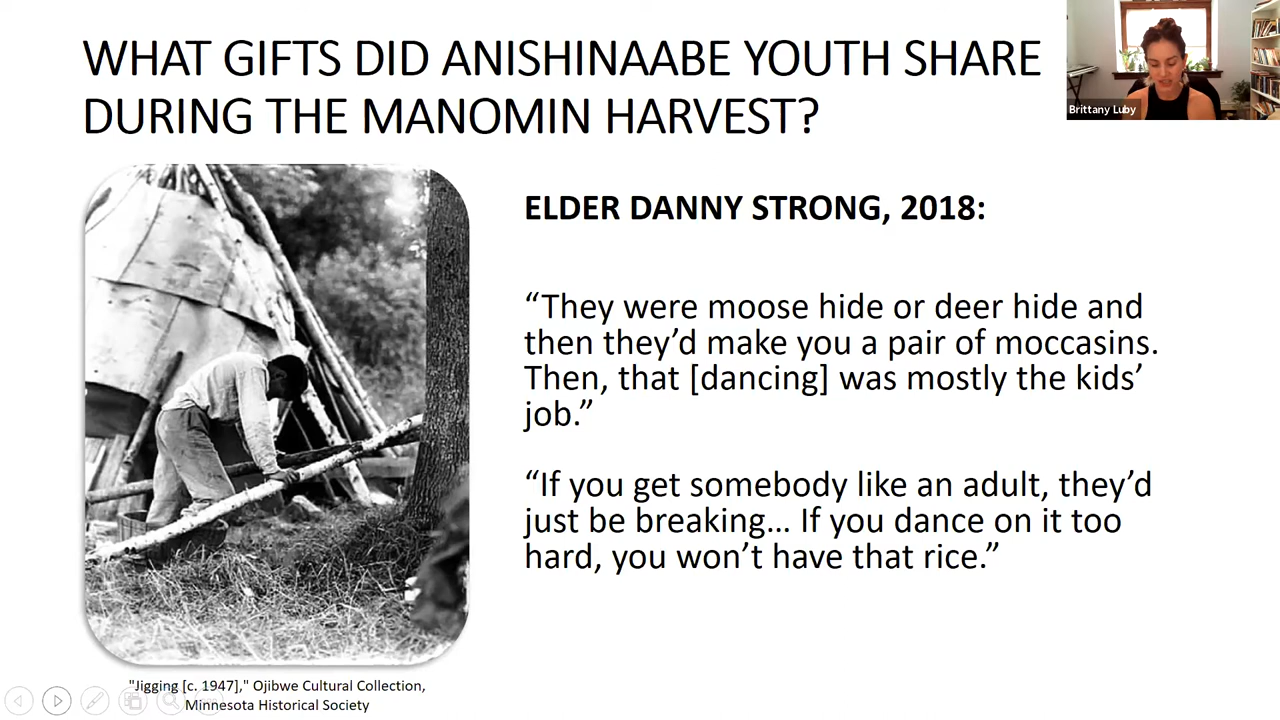 WHAT GIFTS DID ANISHINAABE YOUTH SHARE
DURING THE MANOMIN HARVEST?
Brittany Luby
ELDER DANNY STRONG, 2018:
“They were moose hide or deer hide and
then they’d make you a pair of moccasins.
Then, that [dancing] was mostly the kids’
job.”
“If you get somebody like an adult, they’d
just be breaking... If you dance on it too
hard, you won’t have that rice.”
"Jigging [c. 1947]," Ojibwe Cultural Collection,
Minnesota Historical Society